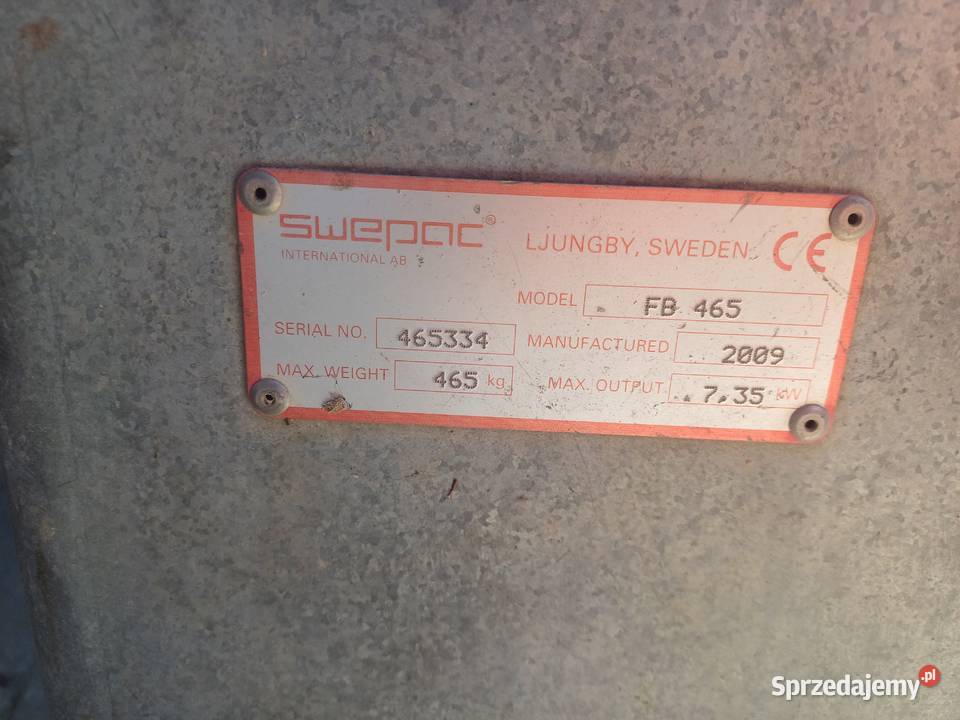 swepac®
INTERNATIONAL AB
LJUNGBY, SWEDEN CE
MODEL FB 465
SERIAL NO. 465334 MANUFACTURED 2009
MAX. WEIGHT 465 kg MAX. OUTPUT 7.35 kW
Sprzedajemy.pl